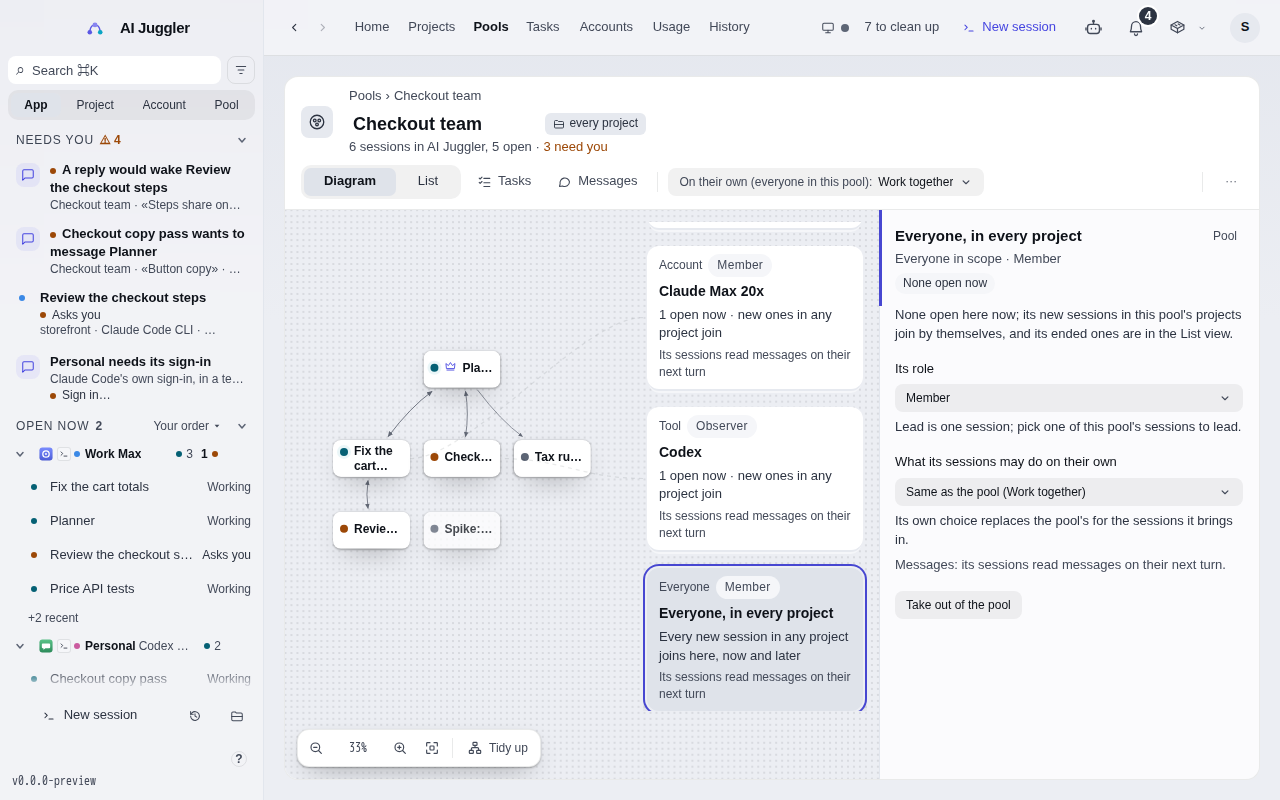 AI Juggler
Search ⌘K
App Project Account Pool
NEEDS YOU 4
A reply would wake Review the checkout steps
Checkout team · «Steps share on…
Checkout copy pass wants to message Planner
Checkout team · «Button copy» · …
Review the checkout steps
Asks you
storefront · Claude Code CLI · …
Personal needs its sign-in
Claude Code's own sign-in, in a te…
Sign in…
OPEN NOW 2 Your order
Work Max 3 1
Fix the cart totals Working
Planner Working
Review the checkout s… Asks you
Price API tests Working
+2 recent
Personal Codex … 2
Checkout copy pass Working
New session
?
v0.0.0-preview
Home Projects Pools Tasks Accounts Usage History
7 to clean up
New session
4
S
Pools › Checkout team
Checkout team
every project
6 sessions in AI Juggler, 5 open · 3 need you
Diagram List Tasks Messages
On their own (everyone in this pool): Work together
Pla…
Fix the cart…
Check…
Tax ru…
Revie…
Spike:…
Account Member
Claude Max 20x
1 open now · new ones in any
project join
Its sessions read messages on their
next turn
Tool Observer
Codex
1 open now · new ones in any
project join
Its sessions read messages on their
next turn
Everyone Member
Everyone, in every project
Every new session in any project
joins here, now and later
Its sessions read messages on their
next turn
33%
Tidy up
Everyone, in every project Pool
Everyone in scope · Member
None open now
None open here now; its new sessions in this pool's projects
join by themselves, and its ended ones are in the List view.
Its role
Member
Lead is one session; pick one of this pool's sessions to lead.
What its sessions may do on their own
Same as the pool (Work together)
Its own choice replaces the pool's for the sessions it brings
in.
Messages: its sessions read messages on their next turn.
Take out of the pool